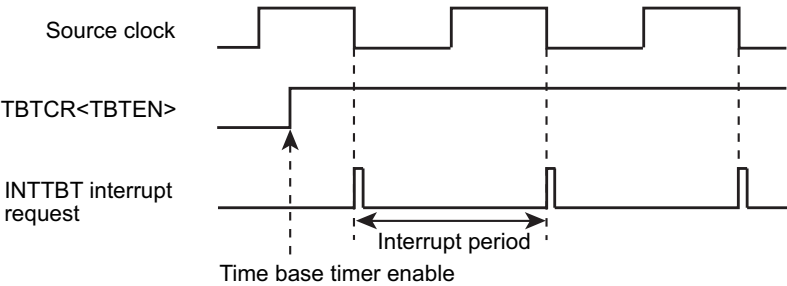 Source clock
TBTCR<TBTEN>
INTTBT interrupt
request
Interrupt period
Time base timer enable